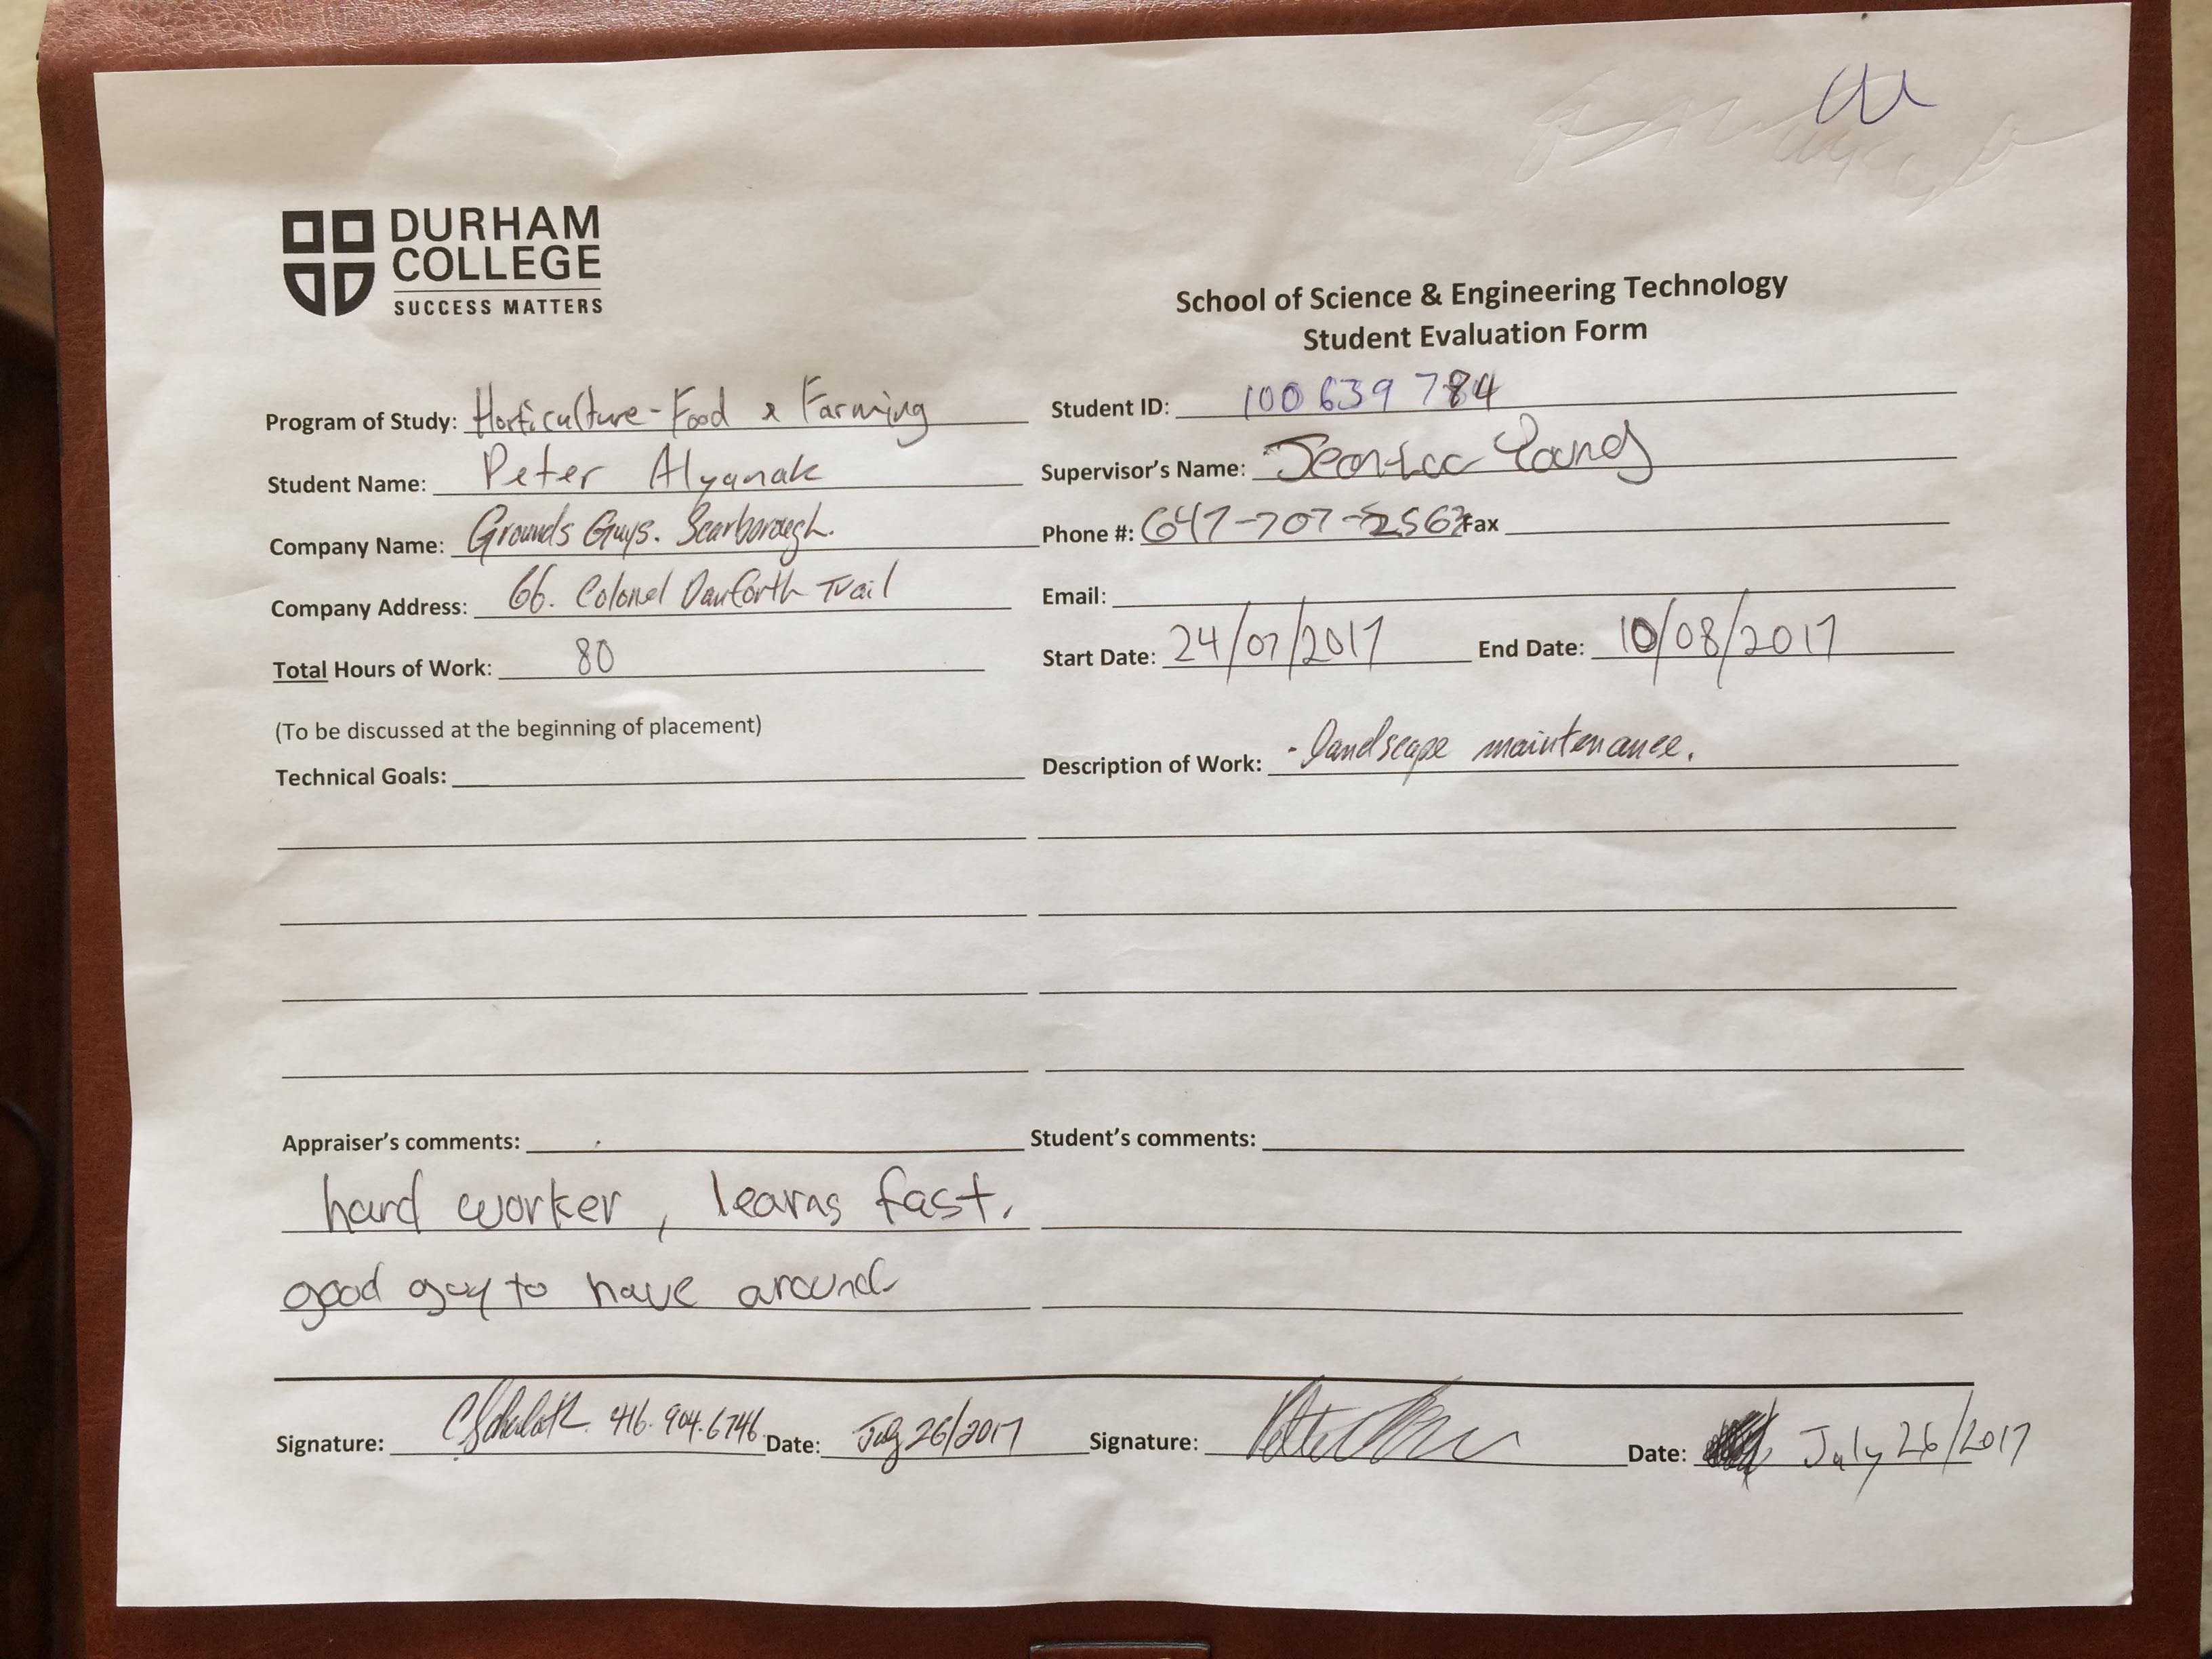 DURHAM
COLLEGE
SUCCESS MATTERS
School of Science & Engineering Technology
Student Evaluation Form
Program of Study: Horticulture - Food & Farming
Student ID: 100639784
Student Name: Peter Alyanak
Supervisor's Name: Young
Company Name: Grounds Guys. Scarborough.
Phone #: 647-707-2563 Fax
Company Address: 66. Colonel Danforth Trail
Email:
Total Hours of Work: 80
Start Date: 24/07/2017 End Date: 10/08/2017
(To be discussed at the beginning of placement)
Technical Goals:
Description of Work: - landscape maintenance.
Appraiser's comments:
hard worker, learns fast,
good guy to have around
Student's comments:
Signature: 416.904.6746 Date: July 26/2017
Signature: Date: July 26/2017